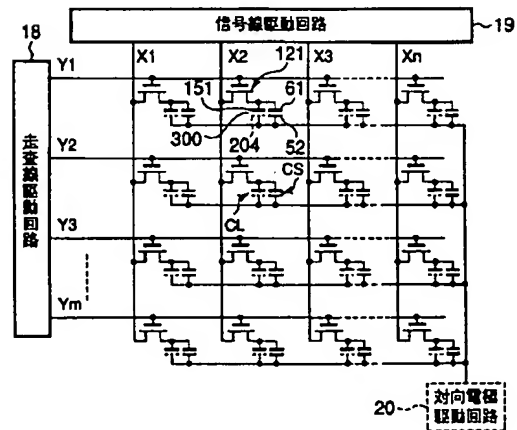 信号線駆動回路
19
18
走査線駆動回路
X1 X2 X3 Xn
Y1
121
151 61
300 204 52
Y2
CS
CL
Y3
Ym
20
対向電極
駆動回路